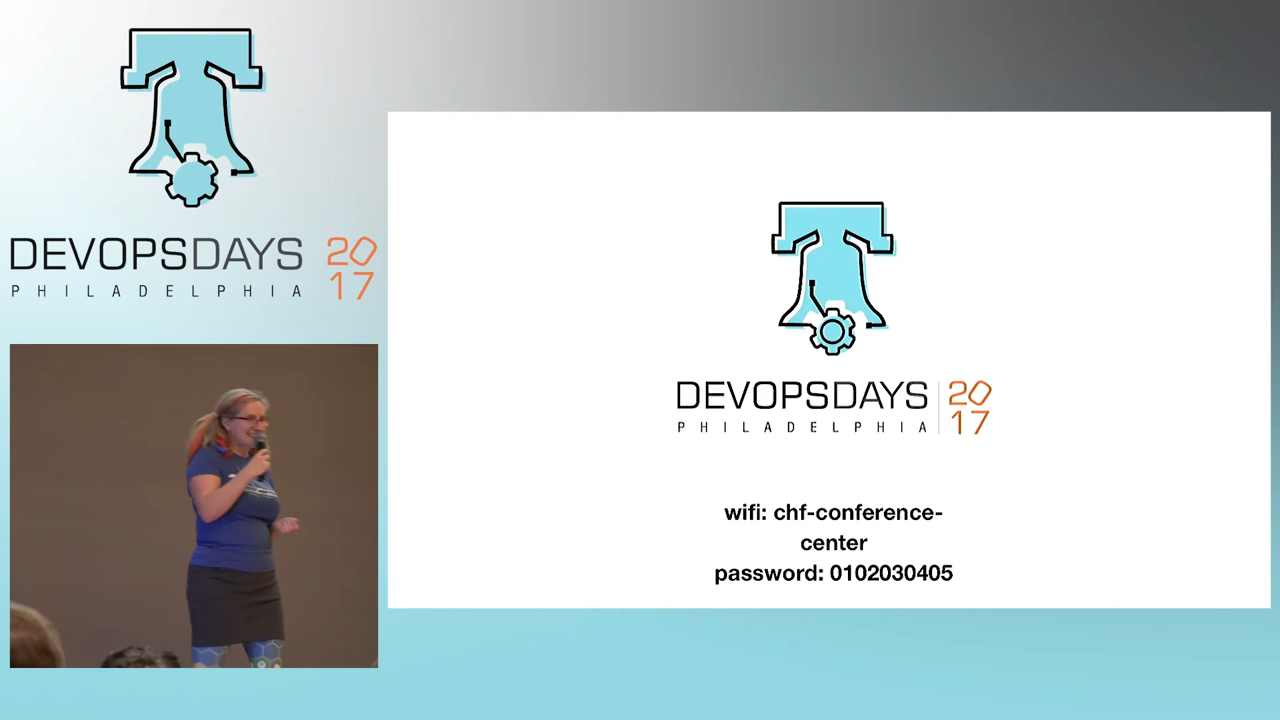 DEVOPSDAYS 20
PHILADELPHIA 17
DEVOPSDAYS 20
PHILADELPHIA 17
wifi: chf-conference-
center
password: 0102030405